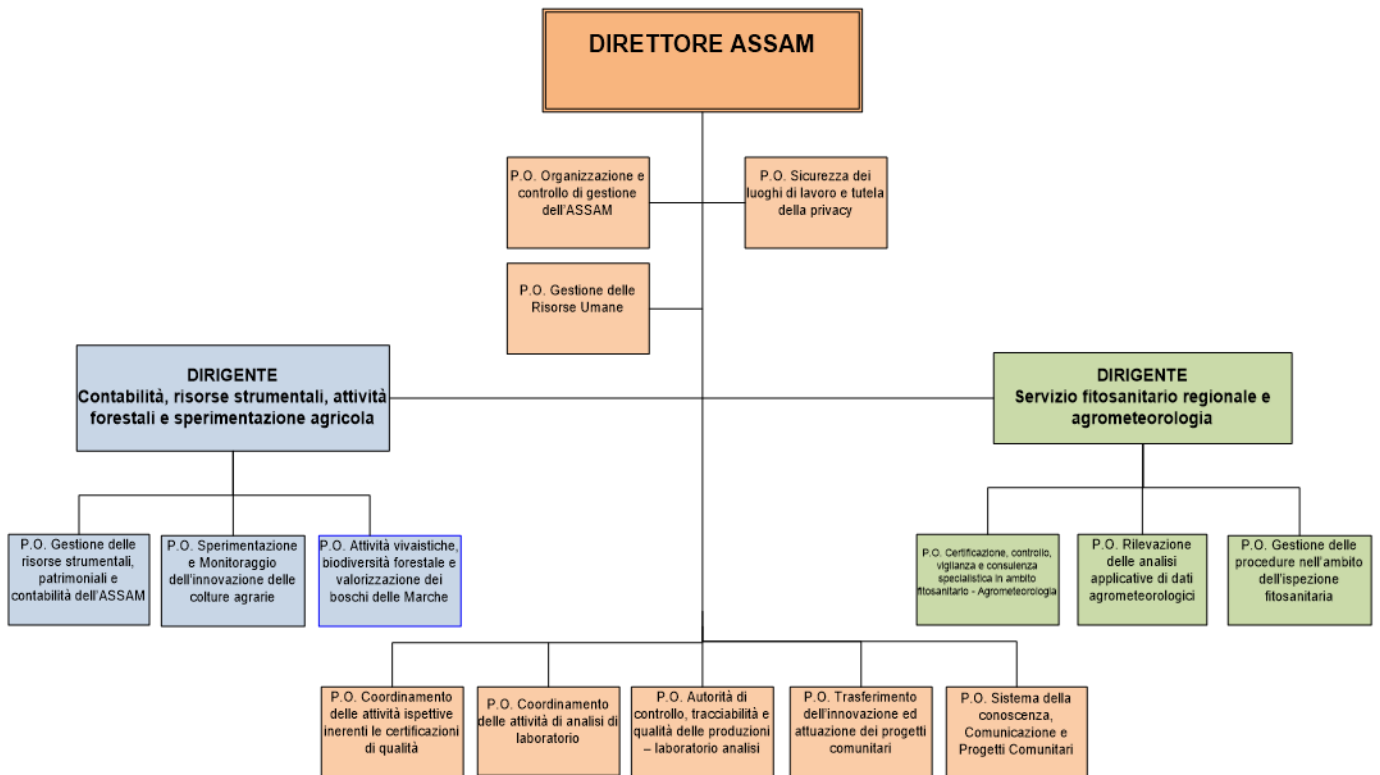 DIRETTORE ASSAM
P.O. Organizzazione e
controllo di gestione
dell'ASSAM
P.O. Sicurezza dei
luoghi di lavoro e tutela
della privacy
P.O. Gestione delle
Risorse Umane
DIRIGENTE
Contabilità, risorse strumentali, attività
forestali e sperimentazione agricola
DIRIGENTE
Servizio fitosanitario regionale e
agrometeorologia
P.O. Gestione delle
risorse strumentali,
patrimoniali e
contabilità dell'ASSAM
P.O. Sperimentazione
e Monitoraggio
dell'innovazione delle
colture agrarie
P.O. Attività vivaistiche,
biodiversità forestale e
valorizzazione dei
boschi delle Marche
P.O. Certificazione, controllo,
vigilanza e consulenza
specialistica in ambito
fitosanitario - Agrometeorologia
P.O. Rilevazione
delle analisi
applicative di dati
agrometeorologici
P.O. Gestione delle
procedure nell'ambito
dell'ispezione
fitosanitaria
P.O. Coordinamento
delle attività ispettive
inerenti le certificazioni
di qualità
P.O. Coordinamento
delle attività di analisi di
laboratorio
P.O. Autorità di
controllo, tracciabilità e
qualità delle produzioni
– laboratorio analisi
P.O. Trasferimento
dell'innovazione ed
attuazione dei progetti
comunitari
P.O. Sistema della
conoscenza,
Comunicazione e
Progetti Comunitari